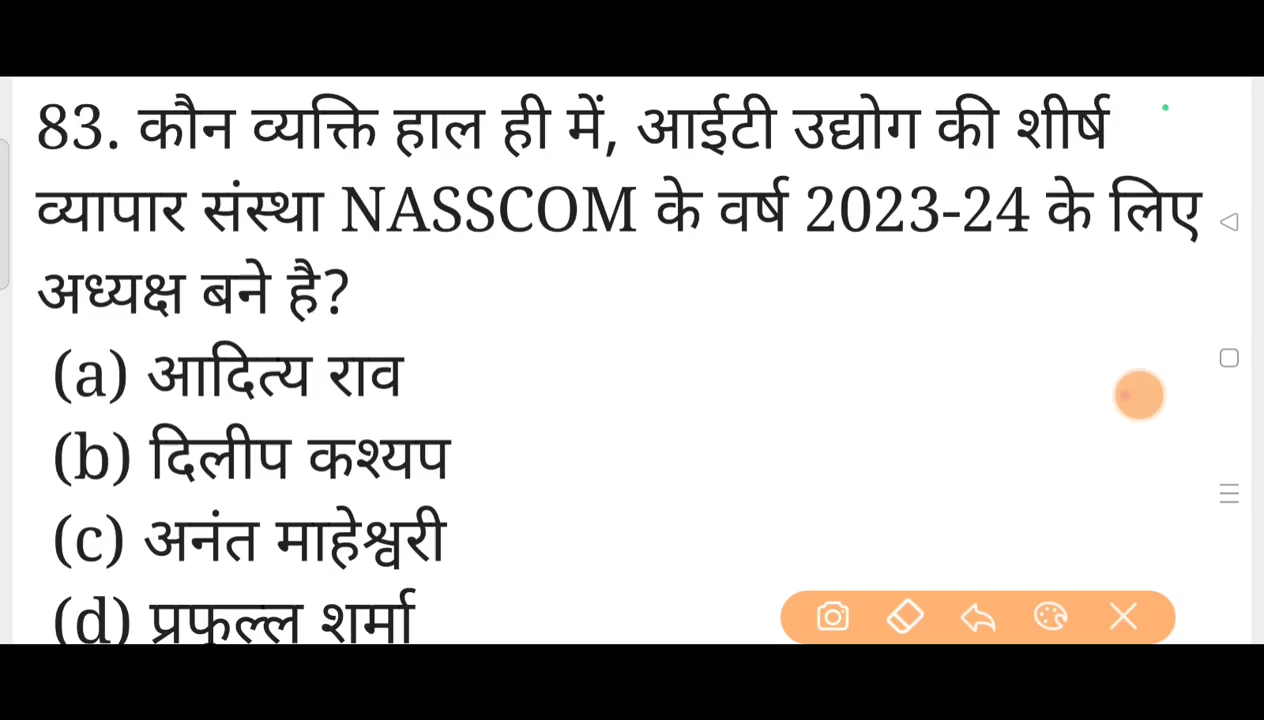 83. कौन व्यक्ति हाल ही में, आईटी उद्योग की शीर्ष
व्यापार संस्था NASSCOM के वर्ष 2023-24 के लिए
अध्यक्ष बने है?
(a) आदित्य राव
(b) दिलीप कश्यप
(c) अनंत माहेश्वरी
(d) प्रफुल्ल शर्मा